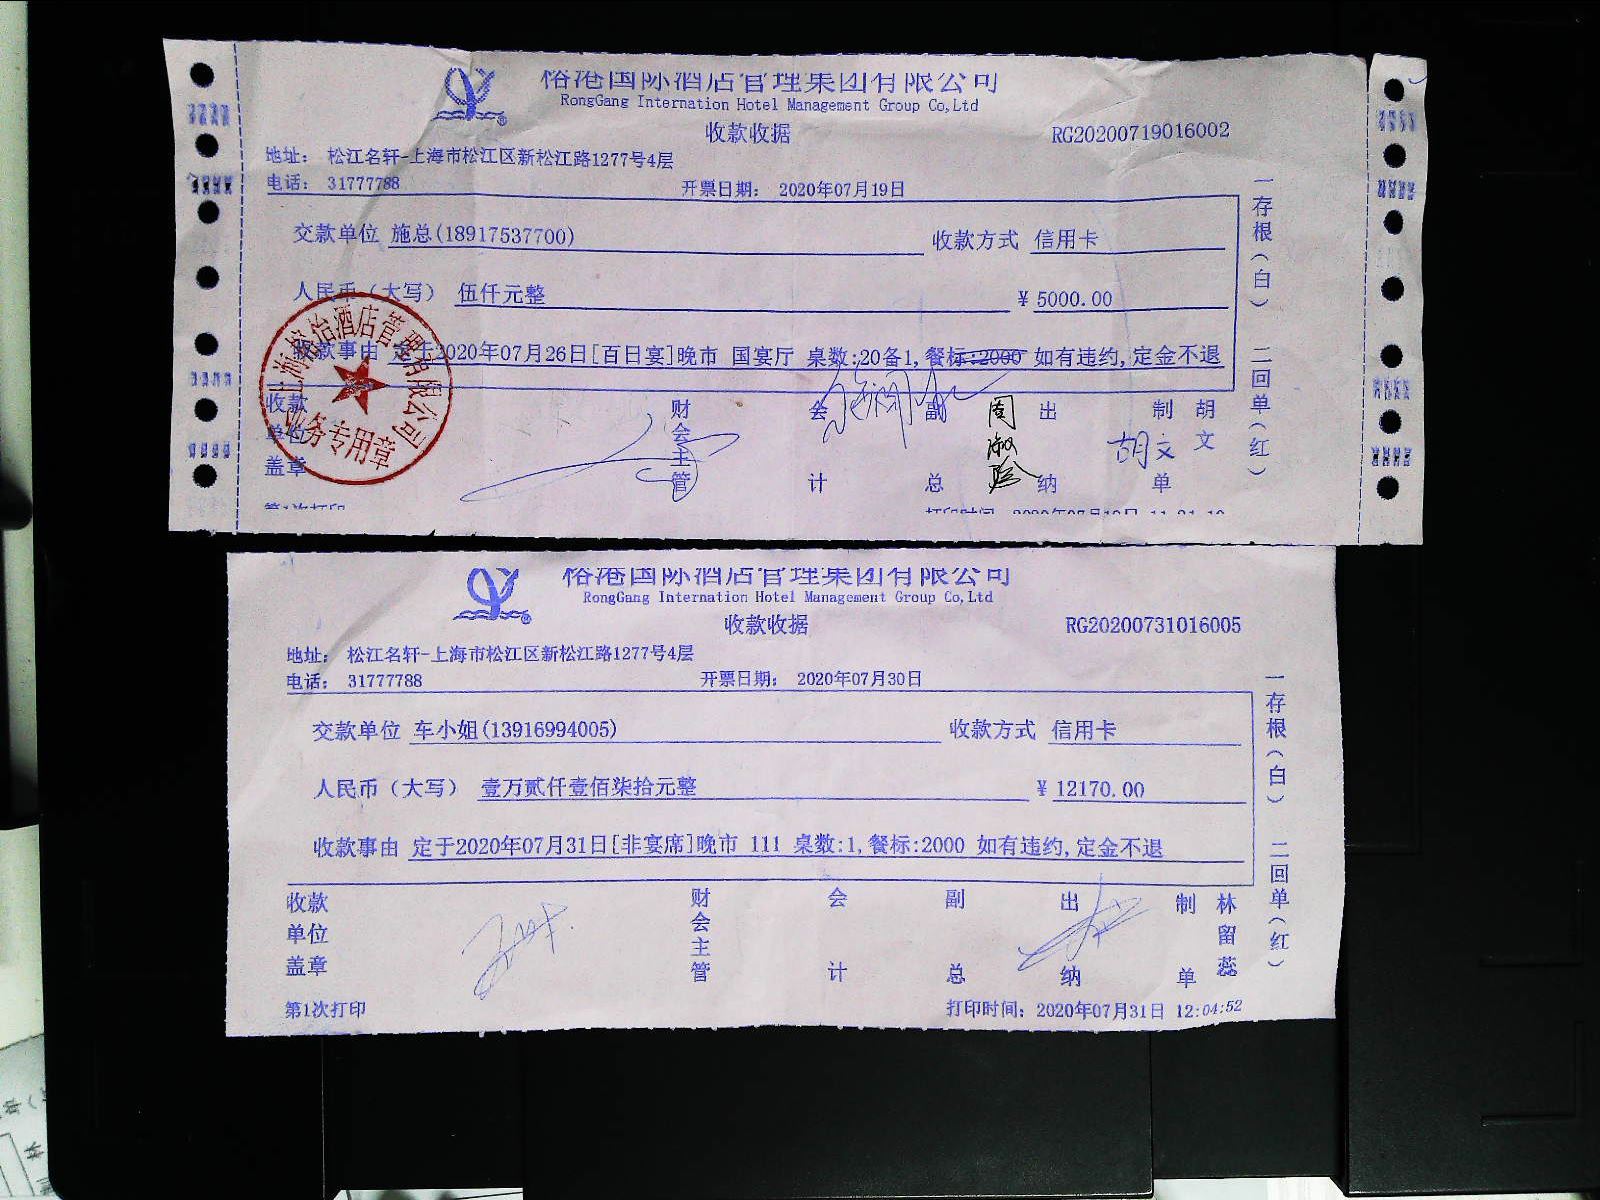 榕港国际酒店管理集团有限公司
RongGang Internation Hotel Management Group Co,Ltd
收款收据 RG20200719016002
地址： 松江名轩-上海市松江区新松江路1277号4层
电话： 31777788 开票日期： 2020年07月19日
交款单位 施总(18917537700) 收款方式 信用卡
人民币（大写） 伍仟元整 ¥ 5000.00
收款事由 定于2020年07月26日[百日宴]晚市 国宴厅 桌数:20备1,餐标:2000 如有违约,定金不退
收款单位盖章 财会主管 会计 副总 出纳 制单 胡文
周淑 胡文
业务专用章
一存根（白） 二回单（红）
第1次打印
打印时间
榕港国际酒店管理集团有限公司
RongGang Internation Hotel Management Group Co,Ltd
收款收据 RG20200731016005
地址： 松江名轩-上海市松江区新松江路1277号4层
电话： 31777788 开票日期： 2020年07月30日
交款单位 车小姐(13916994005) 收款方式 信用卡
人民币（大写） 壹万贰仟壹佰柒拾元整 ¥ 12170.00
收款事由 定于2020年07月31日[非宴席]晚市 111 桌数:1,餐标:2000 如有违约,定金不退
收款单位盖章 财会主管 会计 副总 出纳 制单 林留蕊
一存根（白） 二回单（红）
第1次打印 打印时间： 2020年07月31日 12:04:52